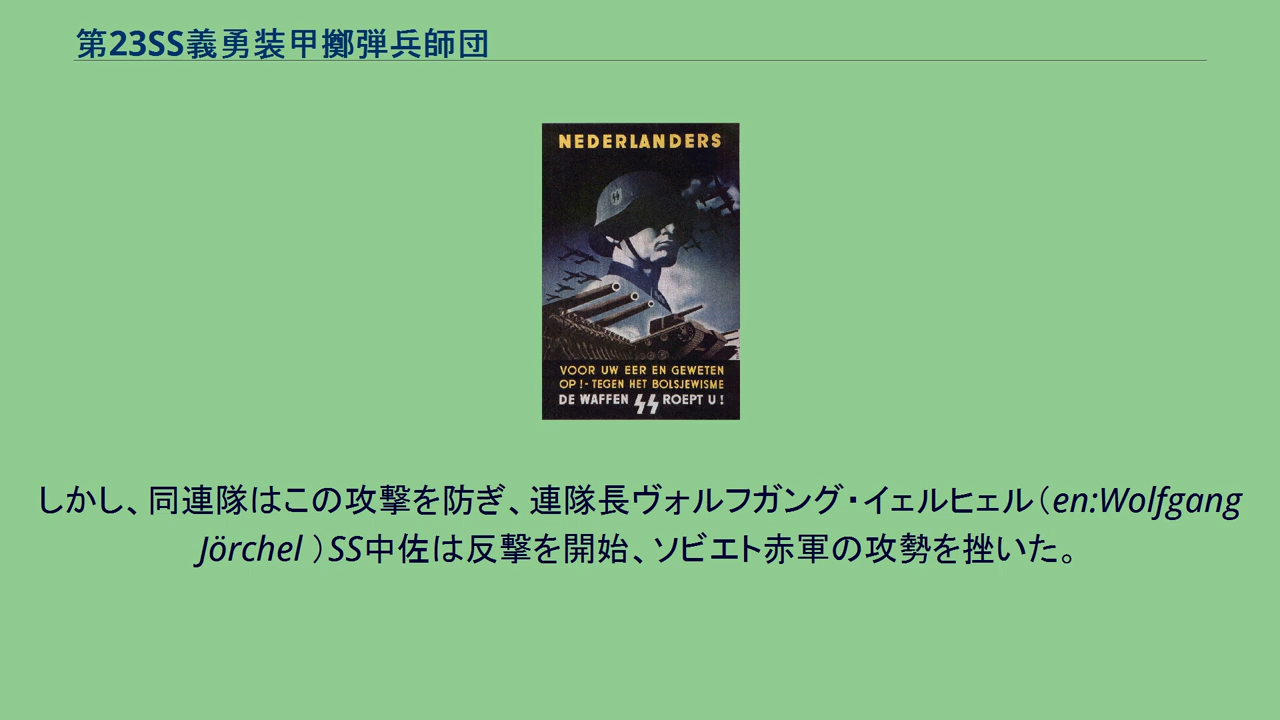 第23SS義勇装甲擲弾兵師団
NEDERLANDERS
VOOR UW EER EN GEWETEN
OP!- TEGEN HET BOLSJEWISME
DE WAFFEN SS ROEPT U!
しかし、同連隊はこの攻撃を防ぎ、連隊長ヴォルフガング・イェルヒェル（en:Wolfgang
Jörchel ）SS中佐は反撃を開始、ソビエト赤軍の攻勢を挫いた。